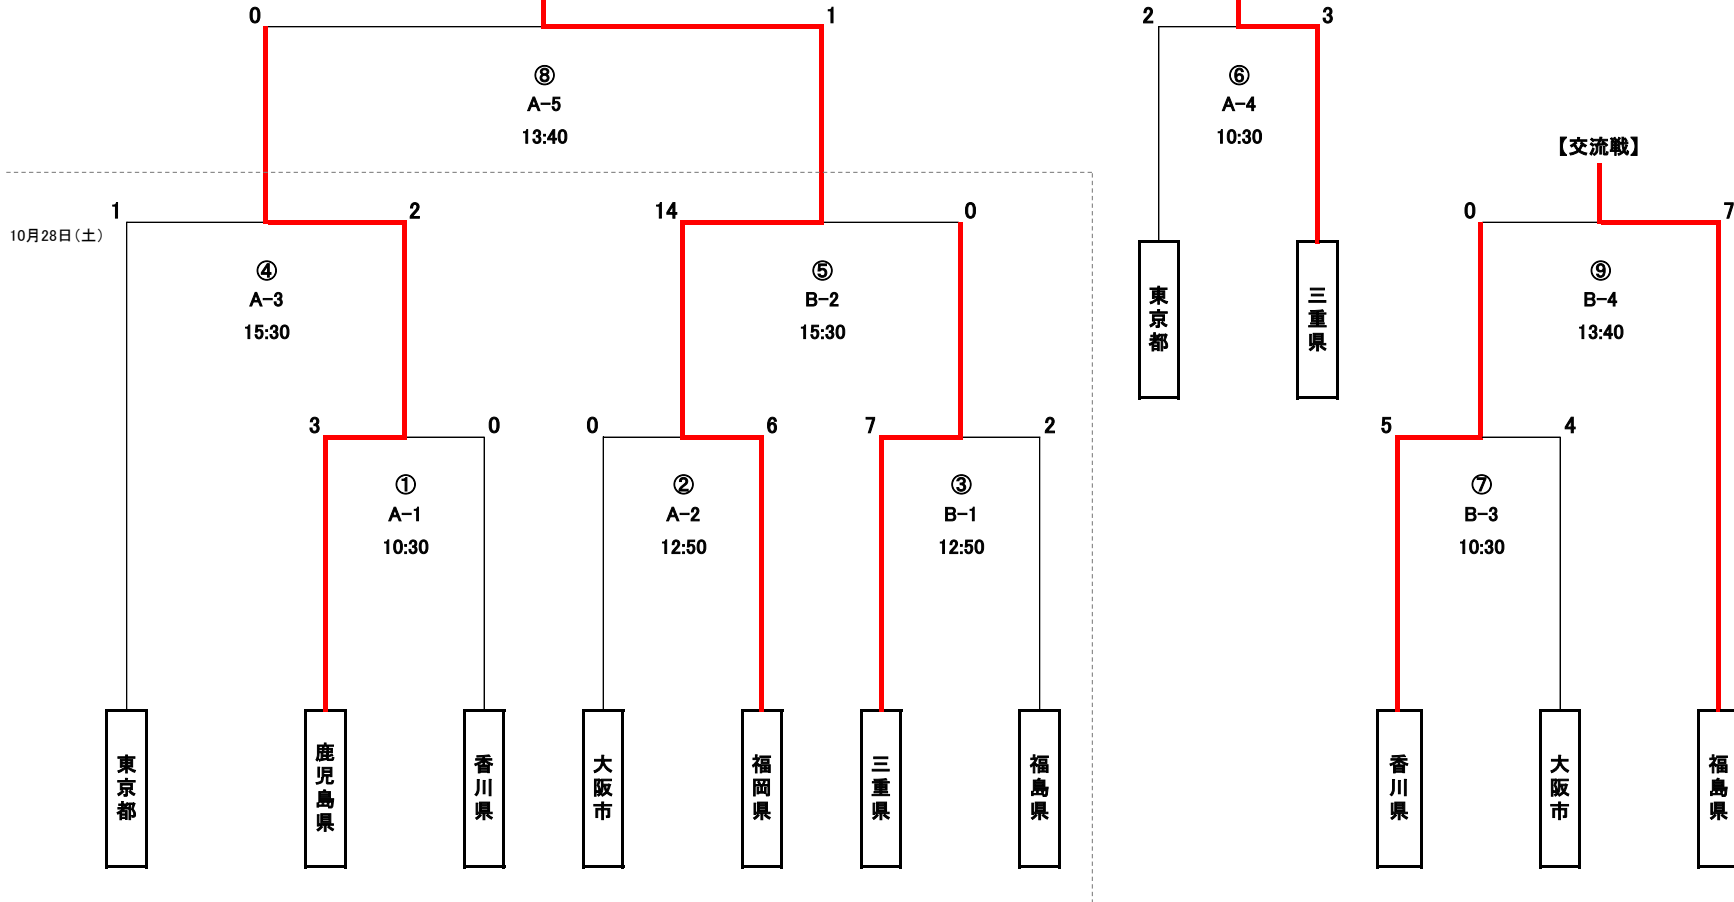 0
1
2
3
⑧
A-5
13:40
⑥
A-4
10:30
【交流戦】
1
2
14
0
0
7
10月28日(土)
④
A-3
15:30
⑤
B-2
15:30
東京都
三重県
⑨
B-4
13:40
3
0
0
6
7
2
5
4
①
A-1
10:30
②
A-2
12:50
③
B-1
12:50
⑦
B-3
10:30
東京都
鹿児島県
香川県
大阪市
福岡県
三重県
福島県
香川県
大阪市
福島県